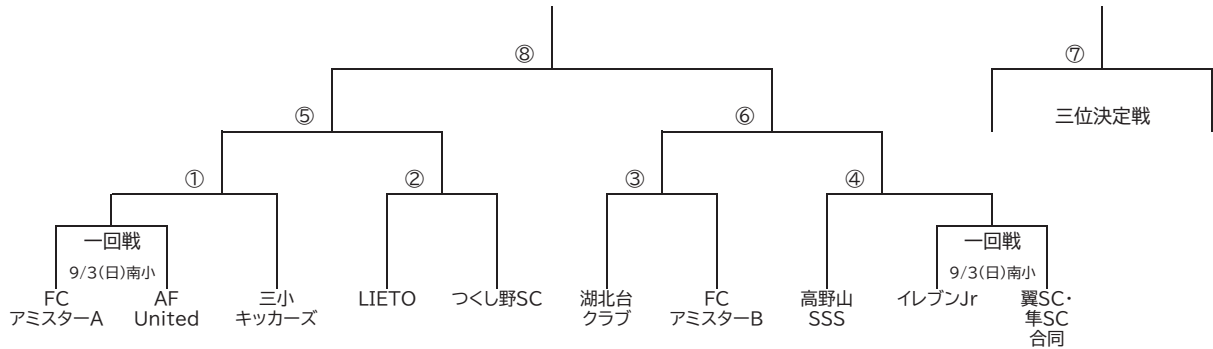 ⑧
⑦
⑤
⑥
三位決定戦
①
②
③
④
一回戦
一回戦
9/3(日)南小
9/3(日)南小
FC
アミスターA
AF
United
三小
キッカーズ
LIETO
つくし野SC
湖北台
クラブ
FC
アミスターB
高野山
SSS
イレブンJr
翼SC・
隼SC
合同